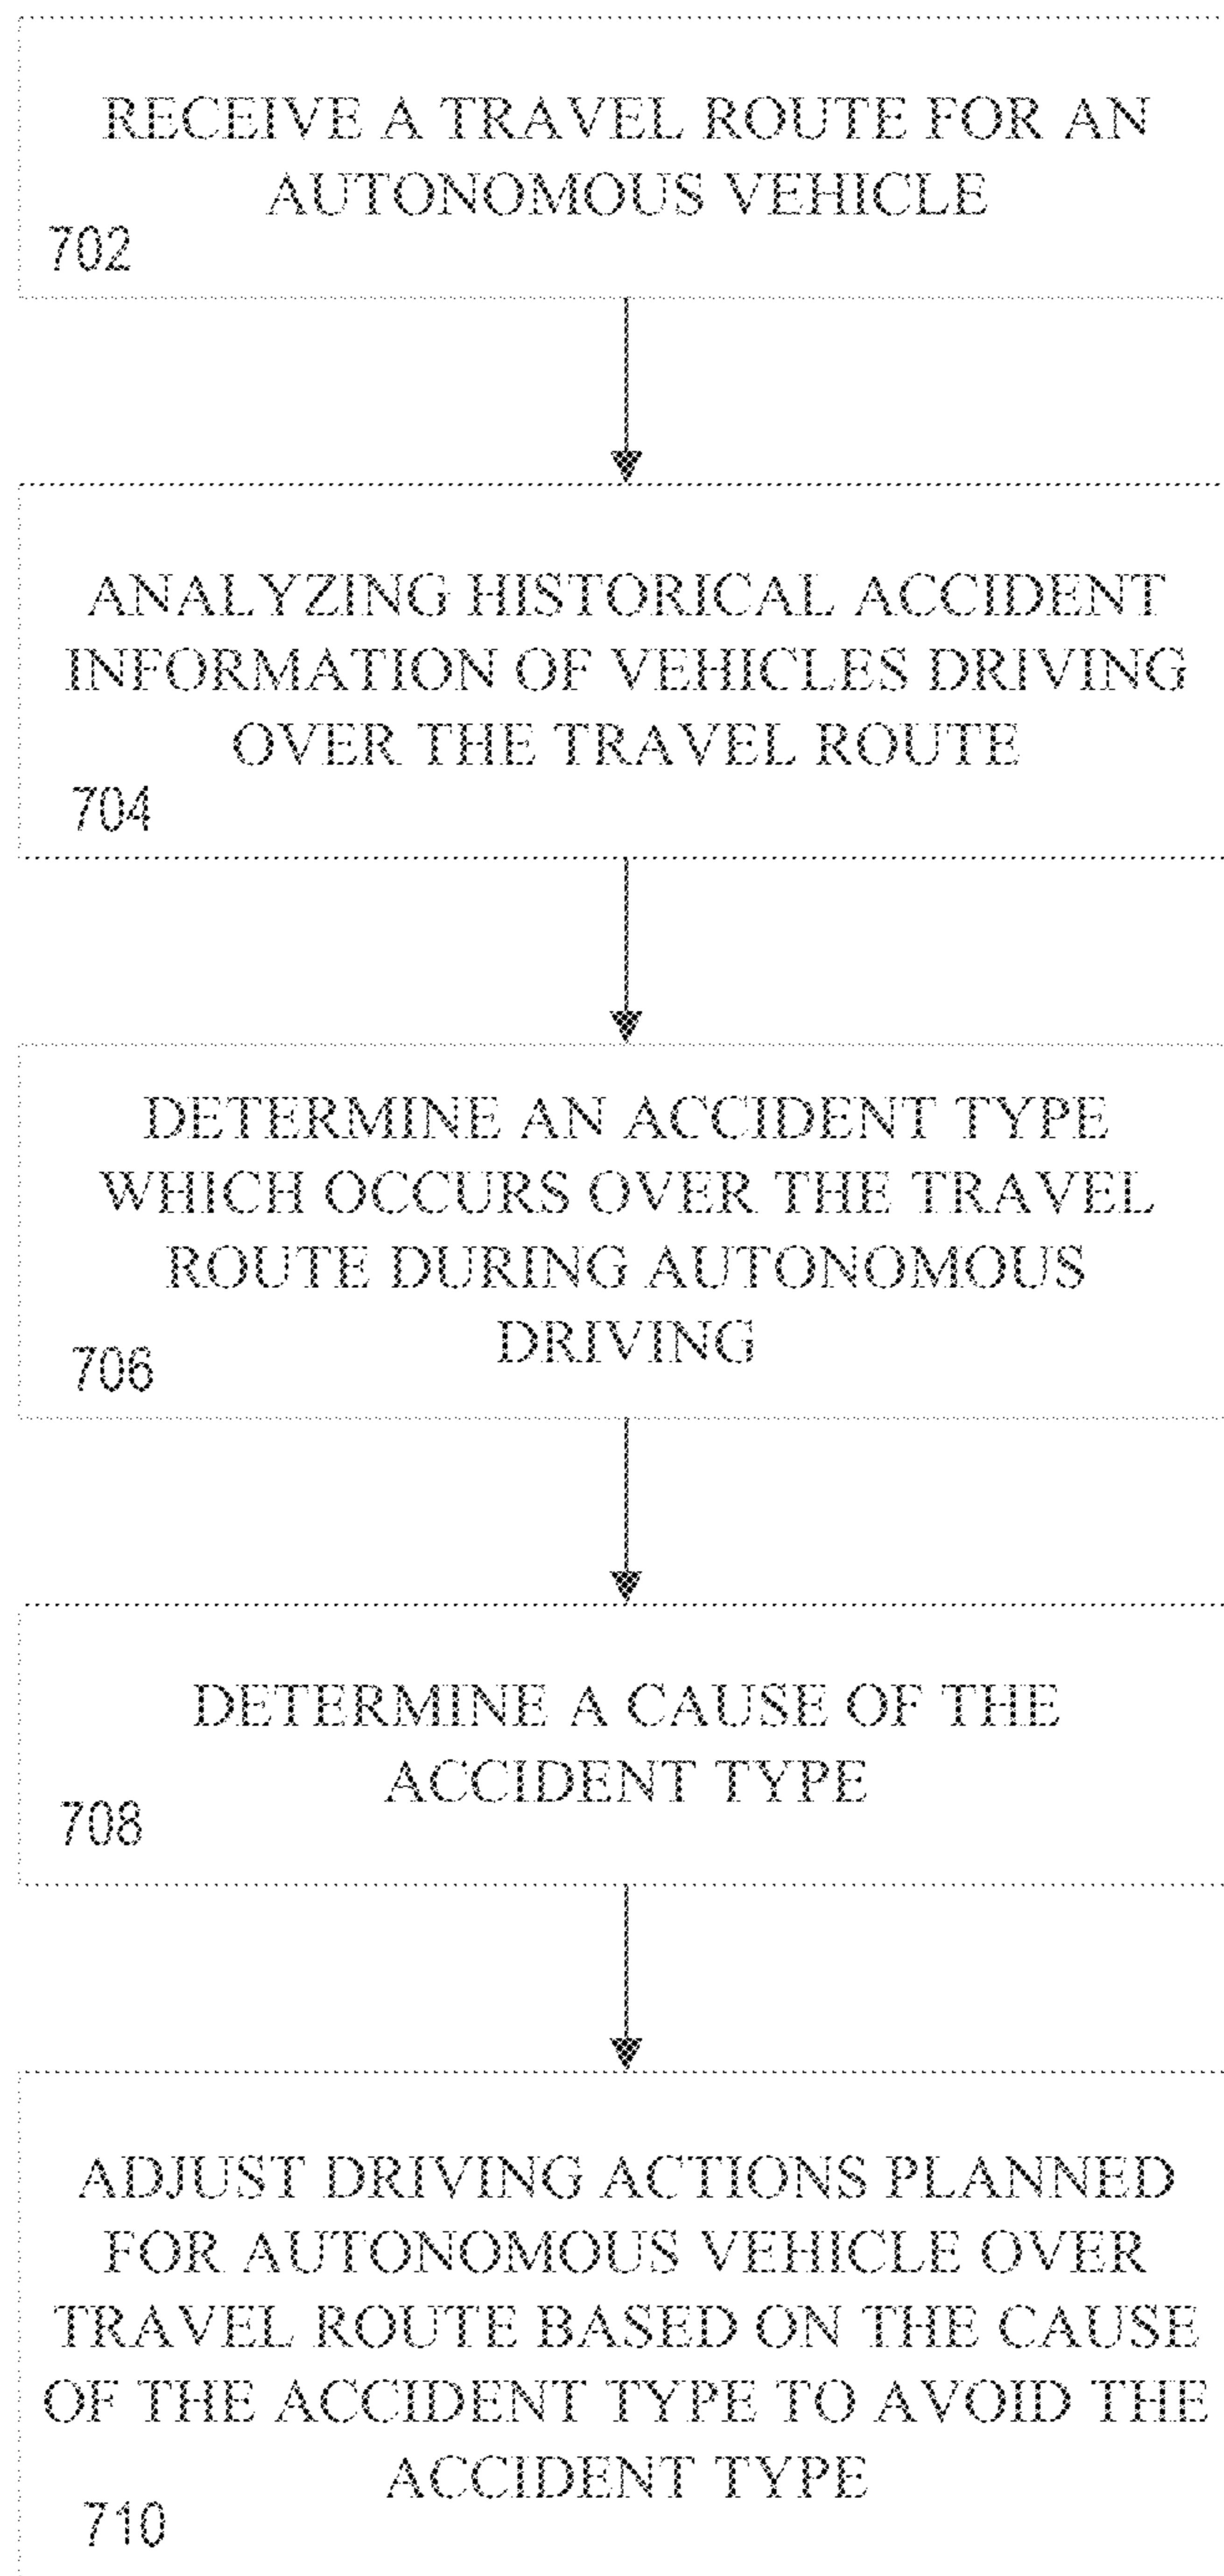 RECEIVE A TRAVEL ROUTE FOR AN
AUTONOMOUS VEHICLE
702
ANALYZING HISTORICAL ACCIDENT
INFORMATION OF VEHICLES DRIVING
OVER THE TRAVEL ROUTE
704
DETERMINE AN ACCIDENT TYPE
WHICH OCCURS OVER THE TRAVEL
ROUTE DURING AUTONOMOUS
DRIVING
706
DETERMINE A CAUSE OF THE
ACCIDENT TYPE
708
ADJUST DRIVING ACTIONS PLANNED
FOR AUTONOMOUS VEHICLE OVER
TRAVEL ROUTE BASED ON THE CAUSE
OF THE ACCIDENT TYPE TO AVOID THE
ACCIDENT TYPE
710